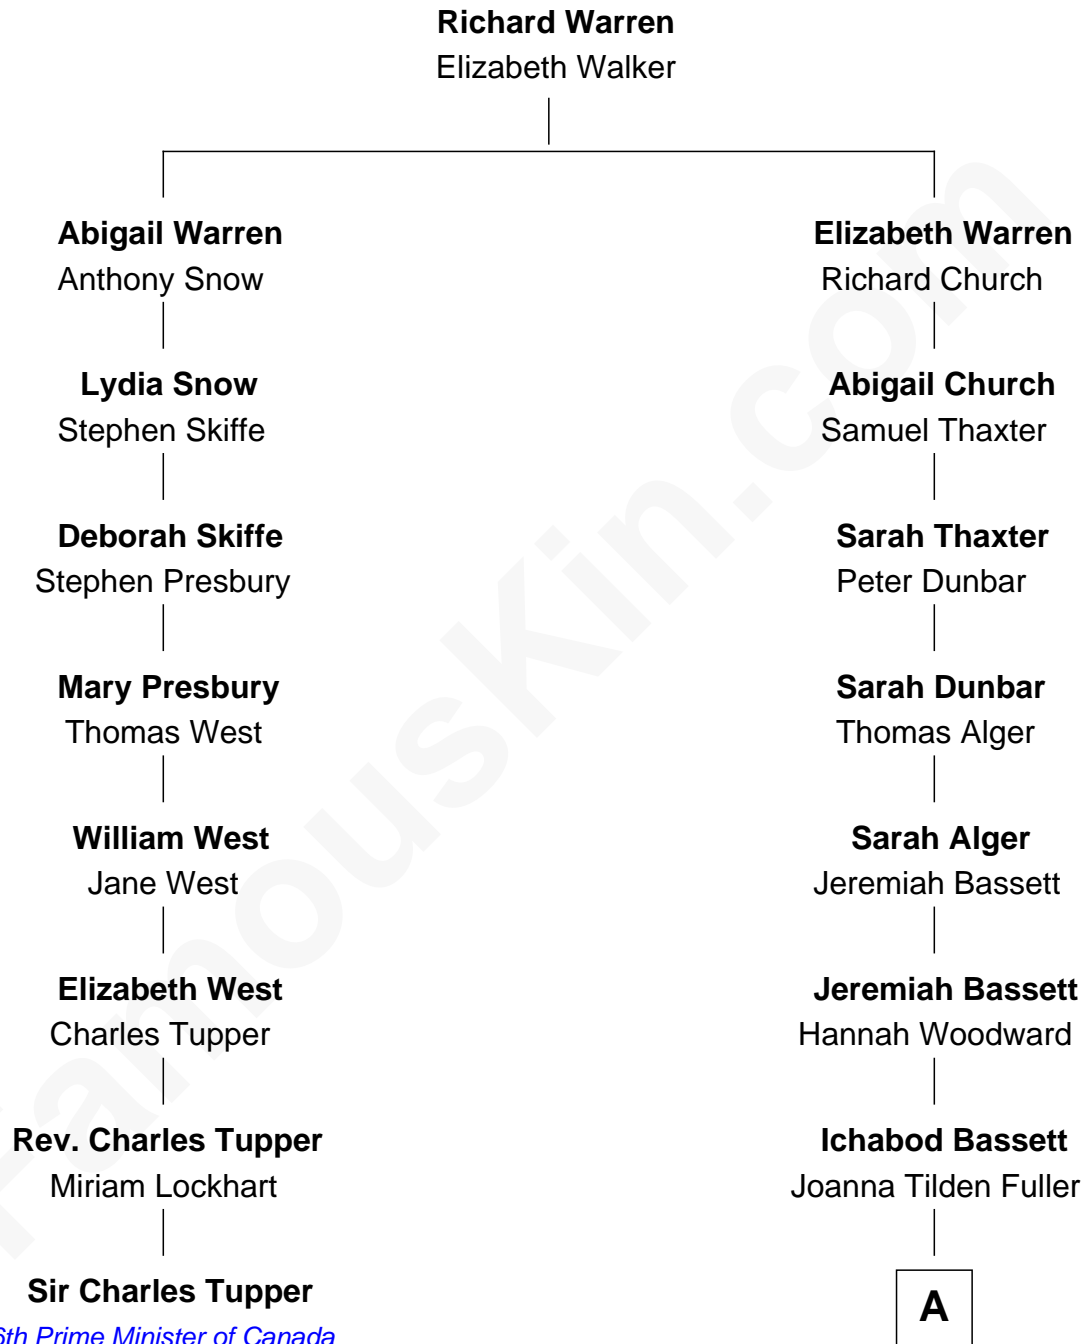 Richard Warren
Elizabeth Walker
Abigail Warren
Anthony Snow
Elizabeth Warren
Richard Church
Lydia Snow
Stephen Skiffe
Abigail Church
Samuel Thaxter
Deborah Skiffe
Stephen Presbury
Sarah Thaxter
Peter Dunbar
Mary Presbury
Thomas West
Sarah Dunbar
Thomas Alger
William West
Jane West
Sarah Alger
Jeremiah Bassett
Elizabeth West
Charles Tupper
Jeremiah Bassett
Hannah Woodward
Rev. Charles Tupper
Miriam Lockhart
Ichabod Bassett
Joanna Tilden Fuller
Sir Charles Tupper
6th Prime Minister of Canada
A
FamousKin.com